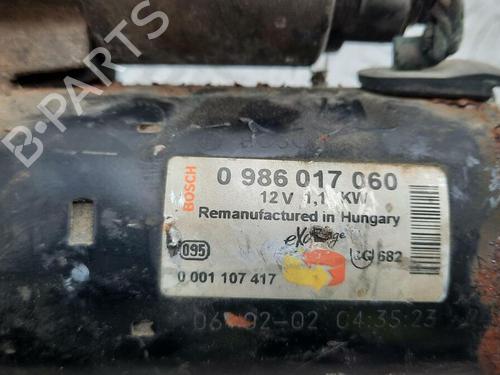 B-PARTS
BOSCH
0 986 017 060
12 V 1,1 KW
Remanufactured in Hungary
eXchange
095
682
0 001 107 417
02-02 04:35:23